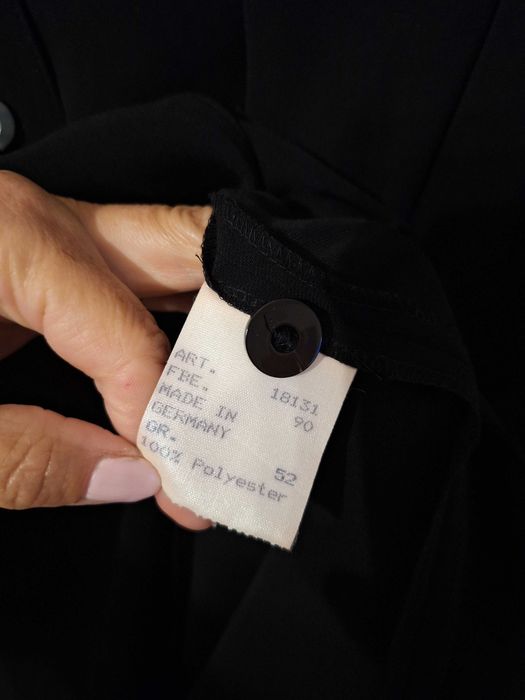 ART. 18131
FBE. 90
MADE IN
GERMANY
GR. 52
100% Polyester